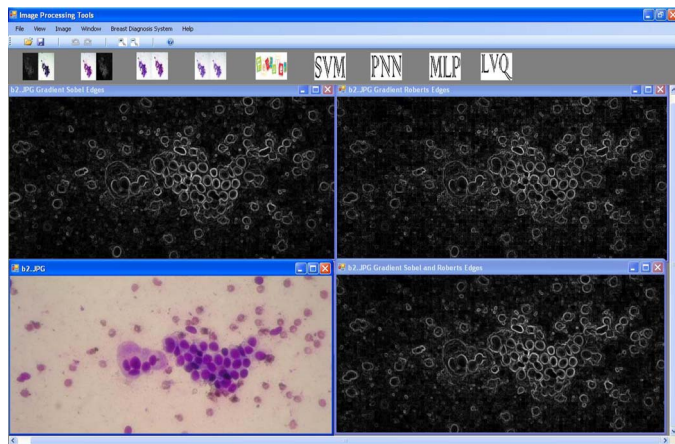 Image Processing Tools
File View Image Window Breast Diagnosis System Help
SVM PNN MLP LVQ
b2.JPG Gradient Sobel Edges
b2.JPG Gradient Roberts Edges
b2.JPG
b2.JPG Gradient Sobel and Roberts Edges